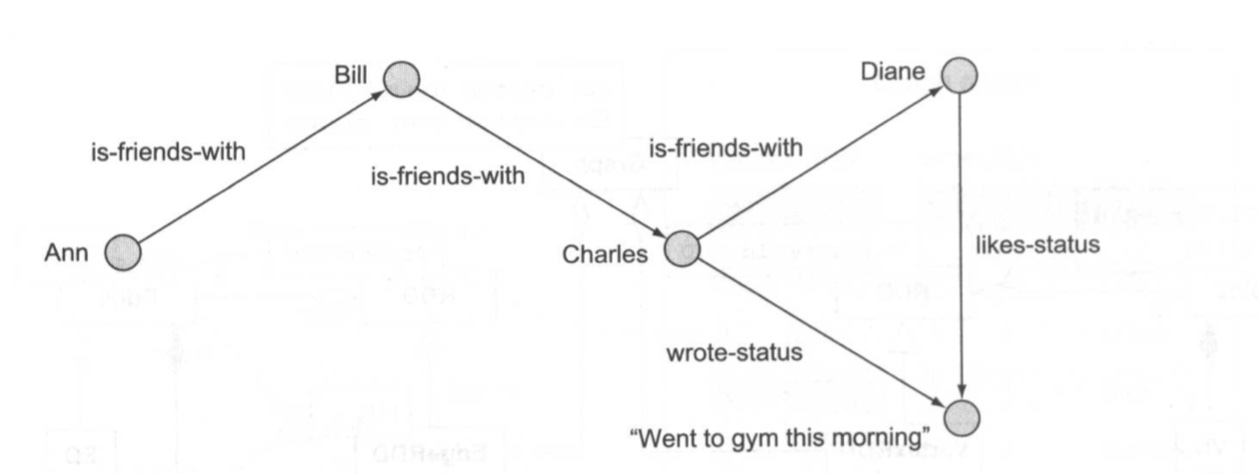 Bill
Diane
is-friends-with
is-friends-with
is-friends-with
Ann
Charles
likes-status
wrote-status
“Went to gym this morning”